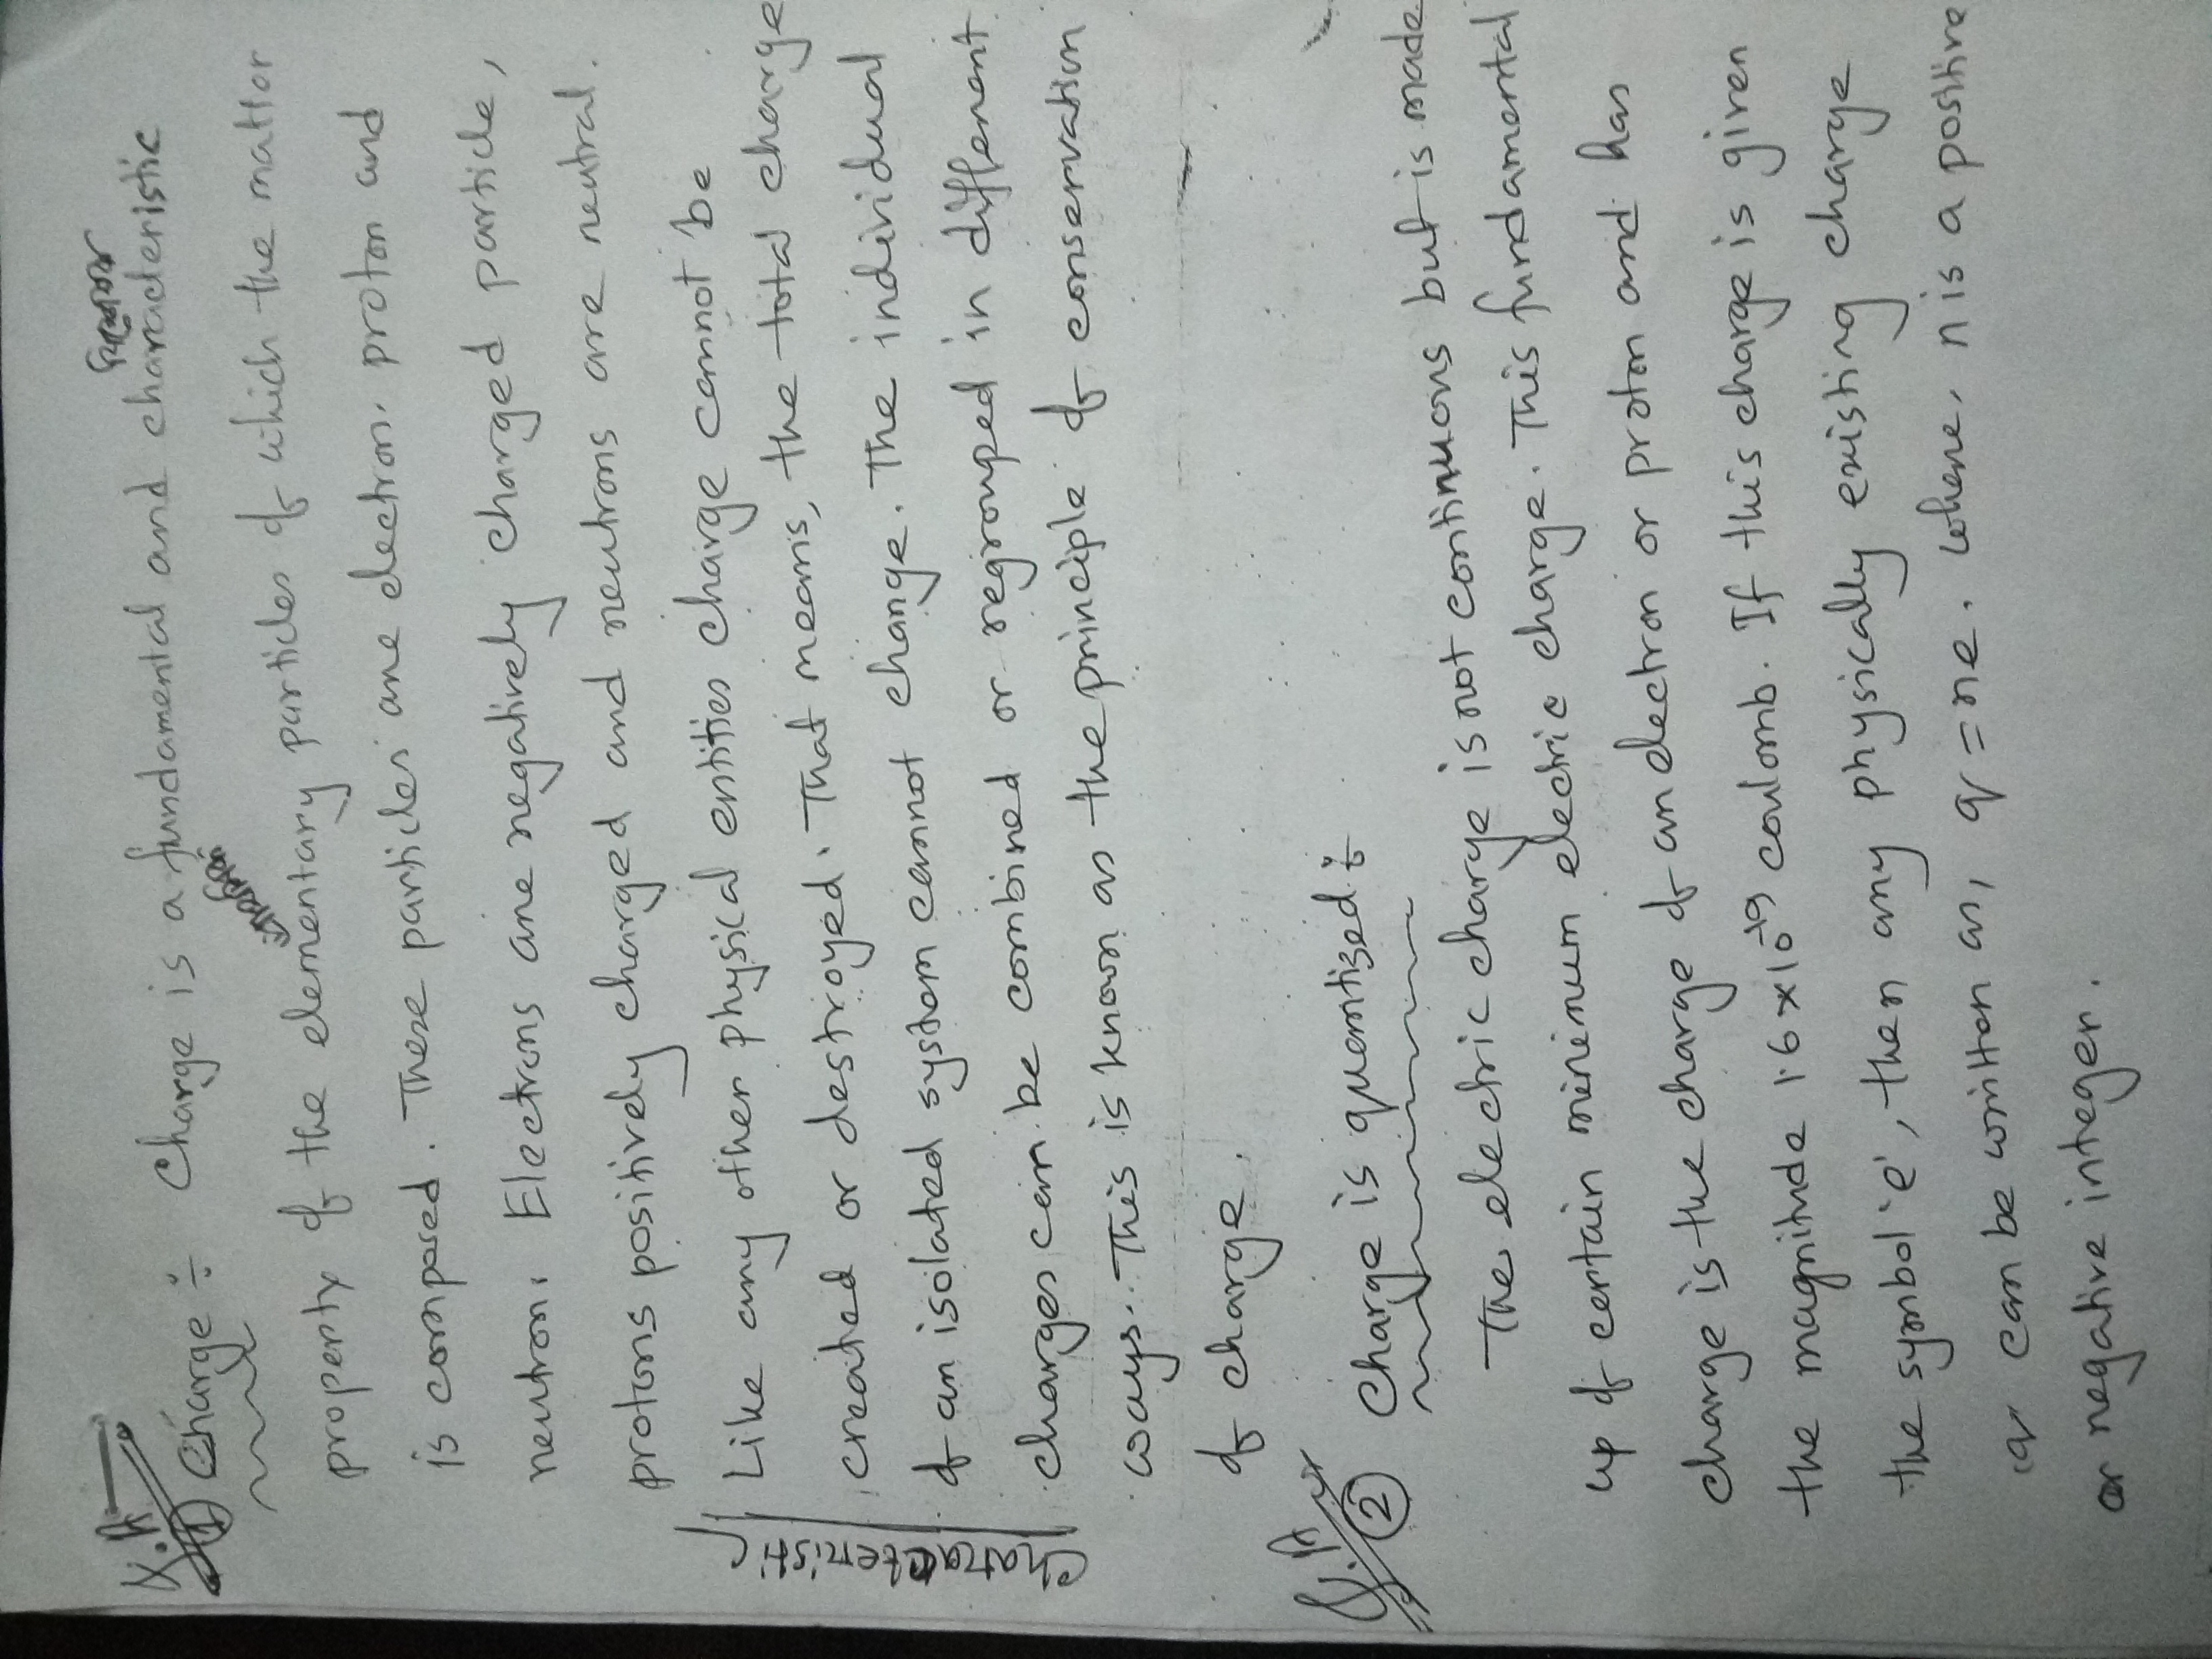 Q.A
① Charge ÷ Charge is a fundamental and characteristic
property of the elementary particles of which the matter
is composed. These particles are electron. proton and
neutron. Electrons are negatively charged particle,
protons positively charged and neutrons are neutral.
Characteristic
Like any other physical entities charge cannot be
created or destroyed. That means, the total charge
of an isolated system cannot change. The individual
charges can be combined or regrouped in different
ways. This is known as the principle of conservation
of charge.
Q.A
② Charge is quantized ÷
The electric charge is not continuous but is made
up of certain minimum electric charge. This fundamental
charge is the charge of an electron or proton and has
the magnitude 1.6×10⁻¹⁹ coulomb. If this charge is given
the symbol 'e', then any physically existing charge
q can be written as, q = ne. where, n is a positive
or negative integer.